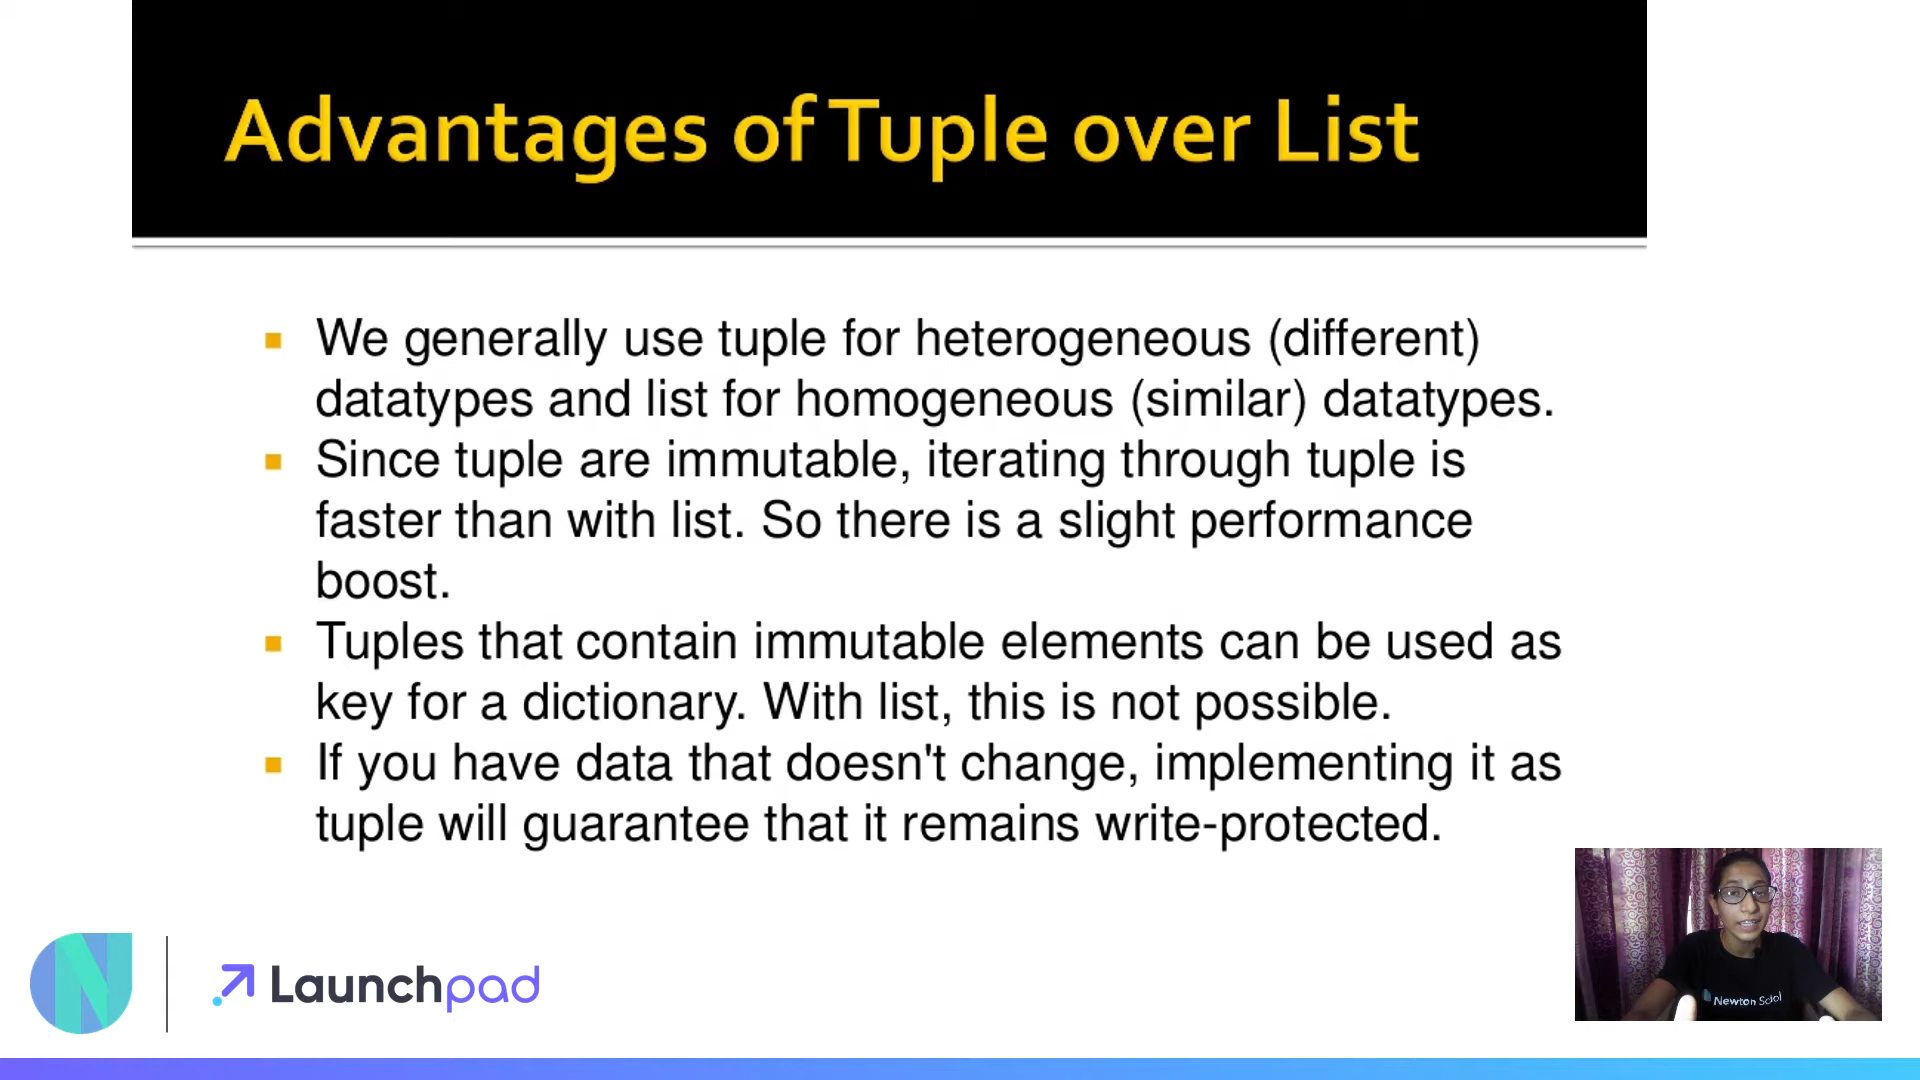 Advantages of Tuple over List
We generally use tuple for heterogeneous (different)
datatypes and list for homogeneous (similar) datatypes.
Since tuple are immutable, iterating through tuple is
faster than with list. So there is a slight performance
boost.
Tuples that contain immutable elements can be used as
key for a dictionary. With list, this is not possible.
If you have data that doesn't change, implementing it as
tuple will guarantee that it remains write-protected.
Launchpad
Newton School